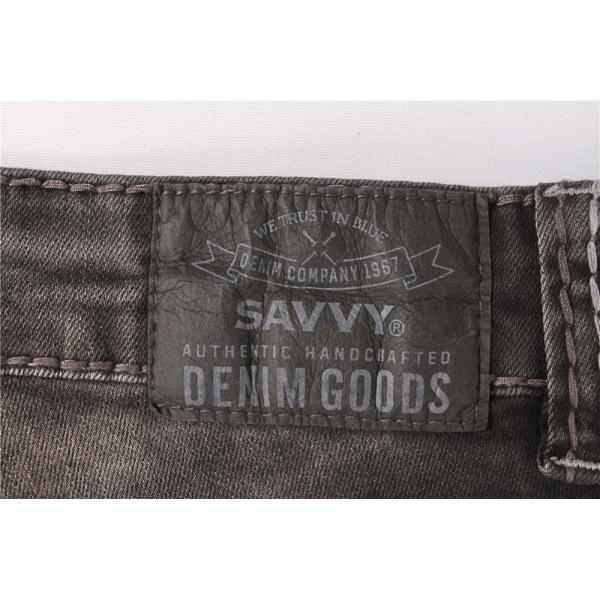 WE TRUST IN BLUE
DENIM COMPANY 1967
SAVVY®
AUTHENTIC HANDCRAFTED
DENIM GOODS